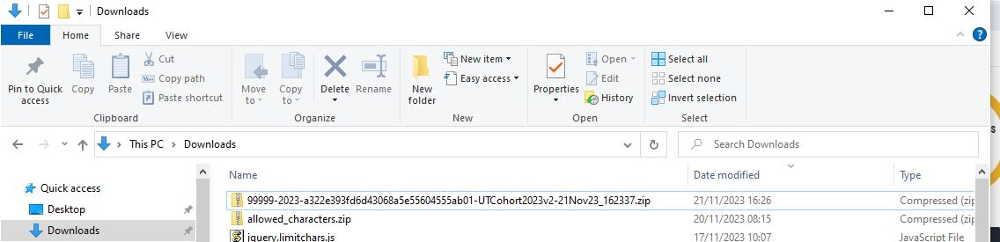 Downloads
File Home Share View
Pin to Quick access
Copy
Paste
Cut
Copy path
Paste shortcut
Clipboard
Move to
Copy to
Delete
Rename
Organize
New folder
New item
Easy access
New
Properties
Open
Edit
History
Open
Select all
Select none
Invert selection
Select
This PC > Downloads
Search Downloads
Name Date modified Type
Quick access
Desktop
Downloads
99999-2023-a322e393fd6d43068a5e55604555ab01-UTCohort2023v2-21Nov23_162337.zip 21/11/2023 16:26 Compressed (zip
allowed_characters.zip 20/11/2023 08:15 Compressed (zip
jquery.limitchars.js 17/11/2023 10:07 JavaScript File